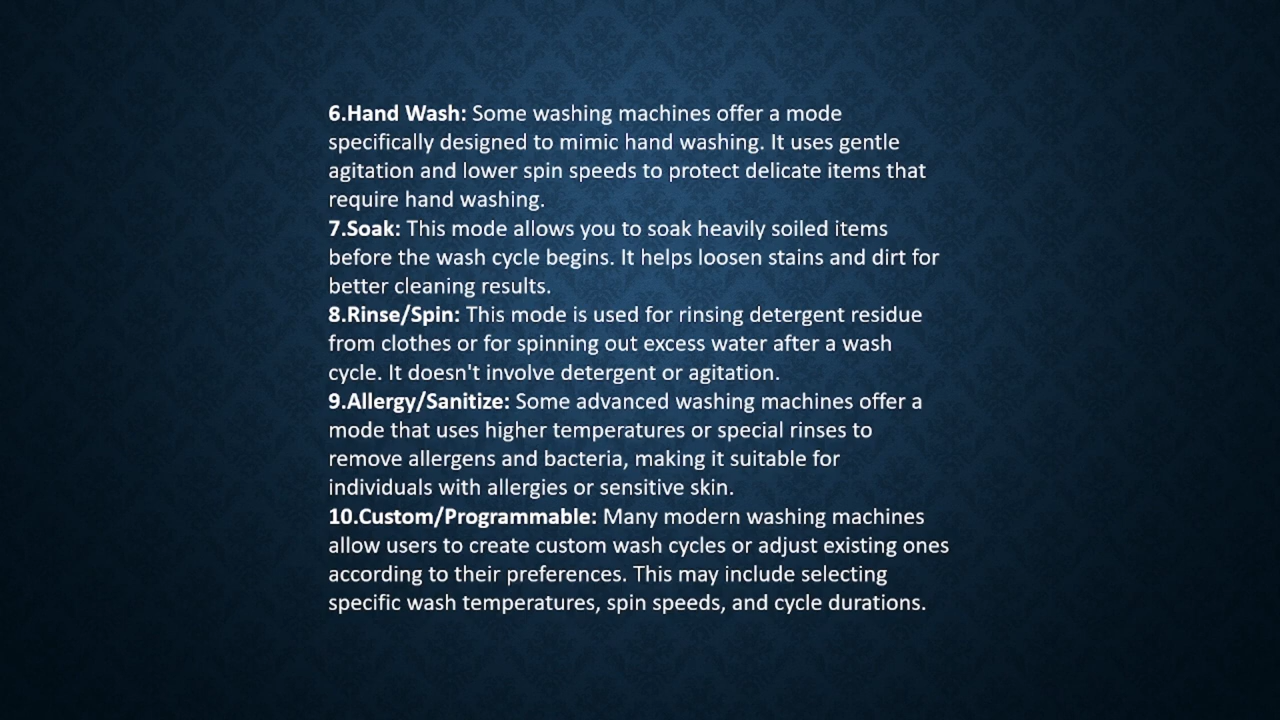 6.Hand Wash: Some washing machines offer a mode
specifically designed to mimic hand washing. It uses gentle
agitation and lower spin speeds to protect delicate items that
require hand washing.
7.Soak: This mode allows you to soak heavily soiled items
before the wash cycle begins. It helps loosen stains and dirt for
better cleaning results.
8.Rinse/Spin: This mode is used for rinsing detergent residue
from clothes or for spinning out excess water after a wash
cycle. It doesn't involve detergent or agitation.
9.Allergy/Sanitize: Some advanced washing machines offer a
mode that uses higher temperatures or special rinses to
remove allergens and bacteria, making it suitable for
individuals with allergies or sensitive skin.
10.Custom/Programmable: Many modern washing machines
allow users to create custom wash cycles or adjust existing ones
according to their preferences. This may include selecting
specific wash temperatures, spin speeds, and cycle durations.